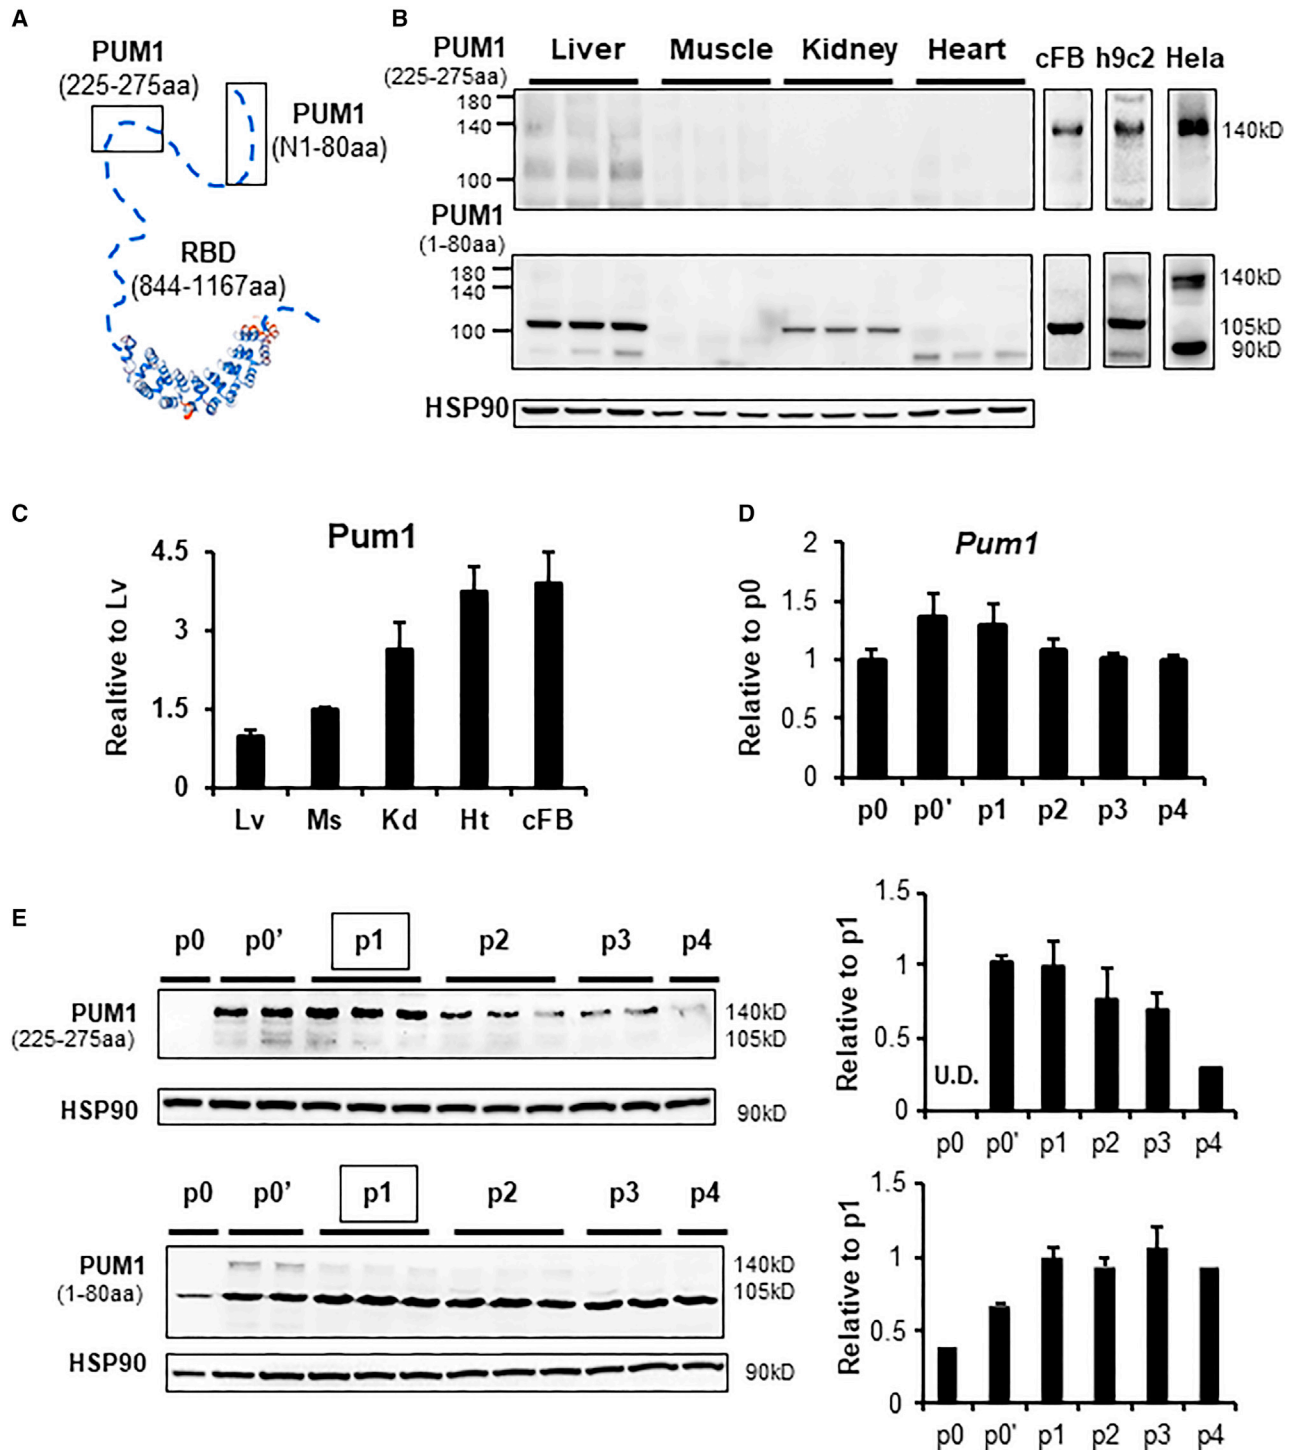 A
PUM1
(225-275aa)
PUM1
(N1-80aa)
RBD
(844-1167aa)
B
PUM1
(225-275aa)
Liver Muscle Kidney Heart cFB h9c2 Hela
180
140
100
140kD
PUM1
(1-80aa)
180
140
100
140kD
105kD
90kD
HSP90
C
Pum1
Realtive to Lv
4.5
3
1.5
0
Lv Ms Kd Ht cFB
D
Pum1
Relative to p0
2
1.5
1
0.5
0
p0 p0' p1 p2 p3 p4
E
p0 p0’ p1 p2 p3 p4
PUM1
(225-275aa)
140kD
105kD
HSP90
90kD
Relative to p1
1.5
1
0.5
0
U.D.
p0 p0' p1 p2 p3 p4
p0 p0’ p1 p2 p3 p4
PUM1
(1-80aa)
140kD
105kD
HSP90
90kD
Relative to p1
1.5
1
0.5
0
p0 p0' p1 p2 p3 p4